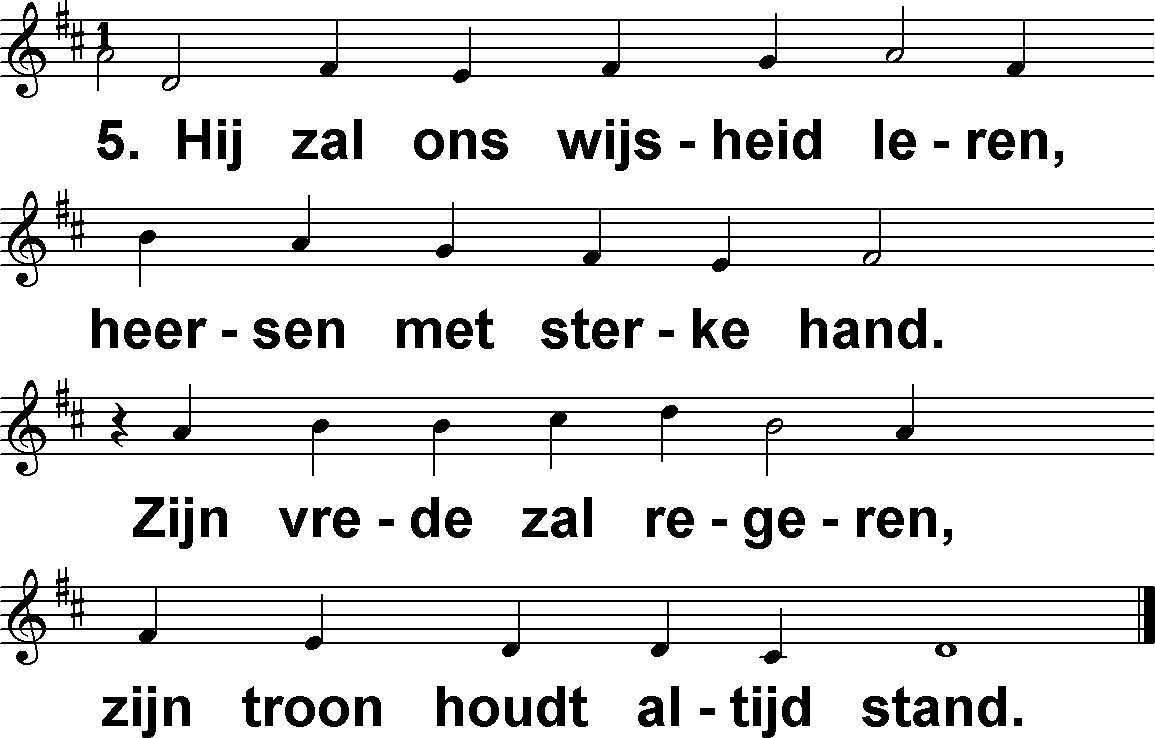 1
5. Hij zal ons wijs - heid le - ren,
heer - sen met ster - ke hand.
Zijn vre - de zal re - ge - ren,
zijn troon houdt al - tijd stand.